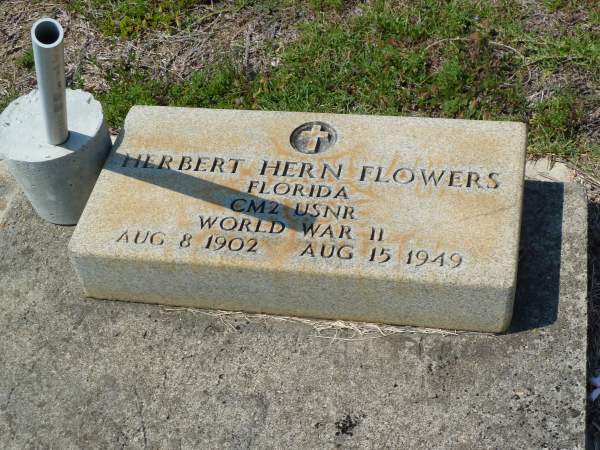 HERBERT HERN FLOWERS
FLORIDA
CM2 USNR
WORLD WAR II
AUG 8 1902 AUG 15 1949